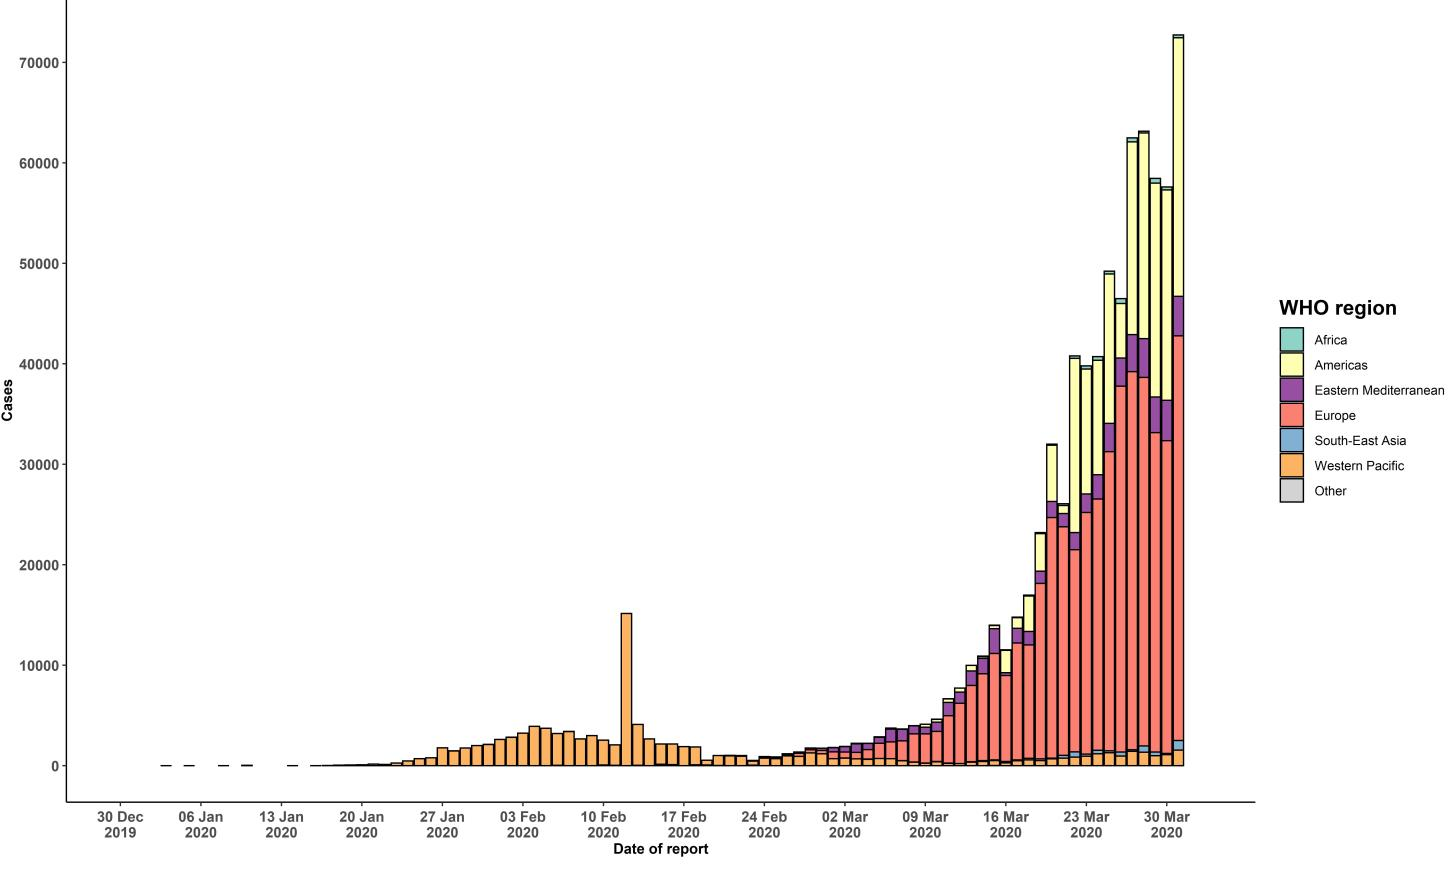 70000
60000
50000
40000
30000
20000
10000
0
Cases
30 Dec 06 Jan 13 Jan 20 Jan 27 Jan 03 Feb 10 Feb 17 Feb 24 Feb 02 Mar 09 Mar 16 Mar 23 Mar 30 Mar
2019 2020 2020 2020 2020 2020 2020 2020 2020 2020 2020 2020 2020 2020
Date of report
WHO region
Africa
Americas
Eastern Mediterranean
Europe
South-East Asia
Western Pacific
Other